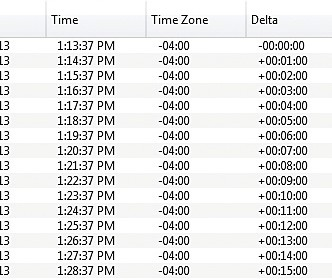 Time Time Zone Delta
13 1:13:37 PM -04:00 -00:00:00
13 1:14:37 PM -04:00 +00:01:00
13 1:15:37 PM -04:00 +00:02:00
13 1:16:37 PM -04:00 +00:03:00
13 1:17:37 PM -04:00 +00:04:00
13 1:18:37 PM -04:00 +00:05:00
13 1:19:37 PM -04:00 +00:06:00
13 1:20:37 PM -04:00 +00:07:00
13 1:21:37 PM -04:00 +00:08:00
13 1:22:37 PM -04:00 +00:09:00
13 1:23:37 PM -04:00 +00:10:00
13 1:24:37 PM -04:00 +00:11:00
13 1:25:37 PM -04:00 +00:12:00
13 1:26:37 PM -04:00 +00:13:00
13 1:27:37 PM -04:00 +00:14:00
13 1:28:37 PM -04:00 +00:15:00